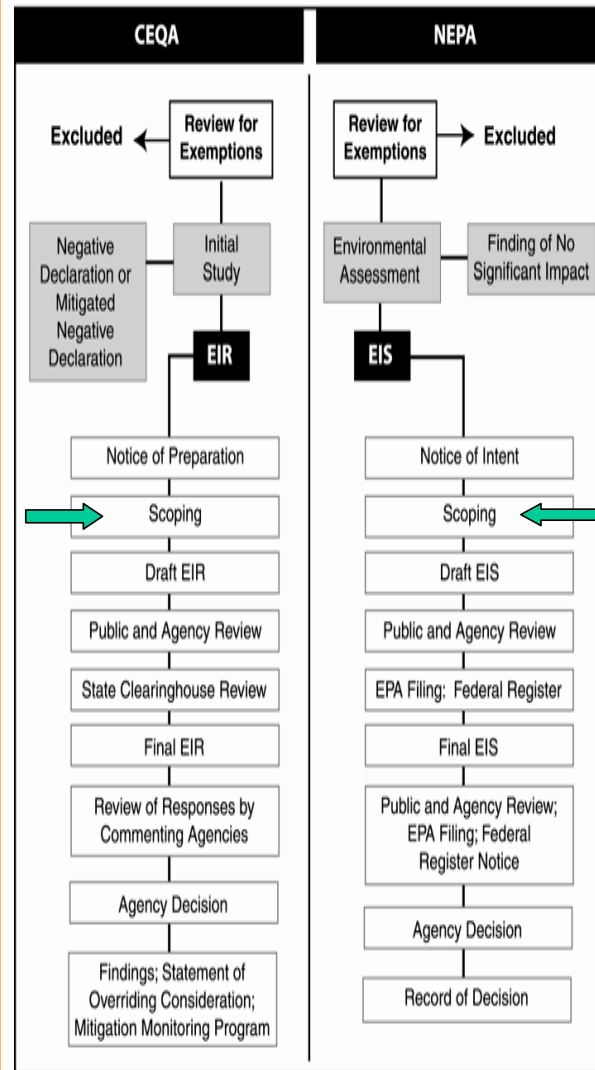 CEQA
Excluded
Review for
Exemptions
Negative
Declaration or
Mitigated
Negative
Declaration
Initial
Study
EIR
Notice of Preparation
Scoping
Draft EIR
Public and Agency Review
State Clearinghouse Review
Final EIR
Review of Responses by
Commenting Agencies
Agency Decision
Findings; Statement of
Overriding Consideration;
Mitigation Monitoring Program
NEPA
Review for
Exemptions
Excluded
Environmental
Assessment
Finding of No
Significant Impact
EIS
Notice of Intent
Scoping
Draft EIS
Public and Agency Review
EPA Filing: Federal Register
Final EIS
Public and Agency Review;
EPA Filing; Federal
Register Notice
Agency Decision
Record of Decision